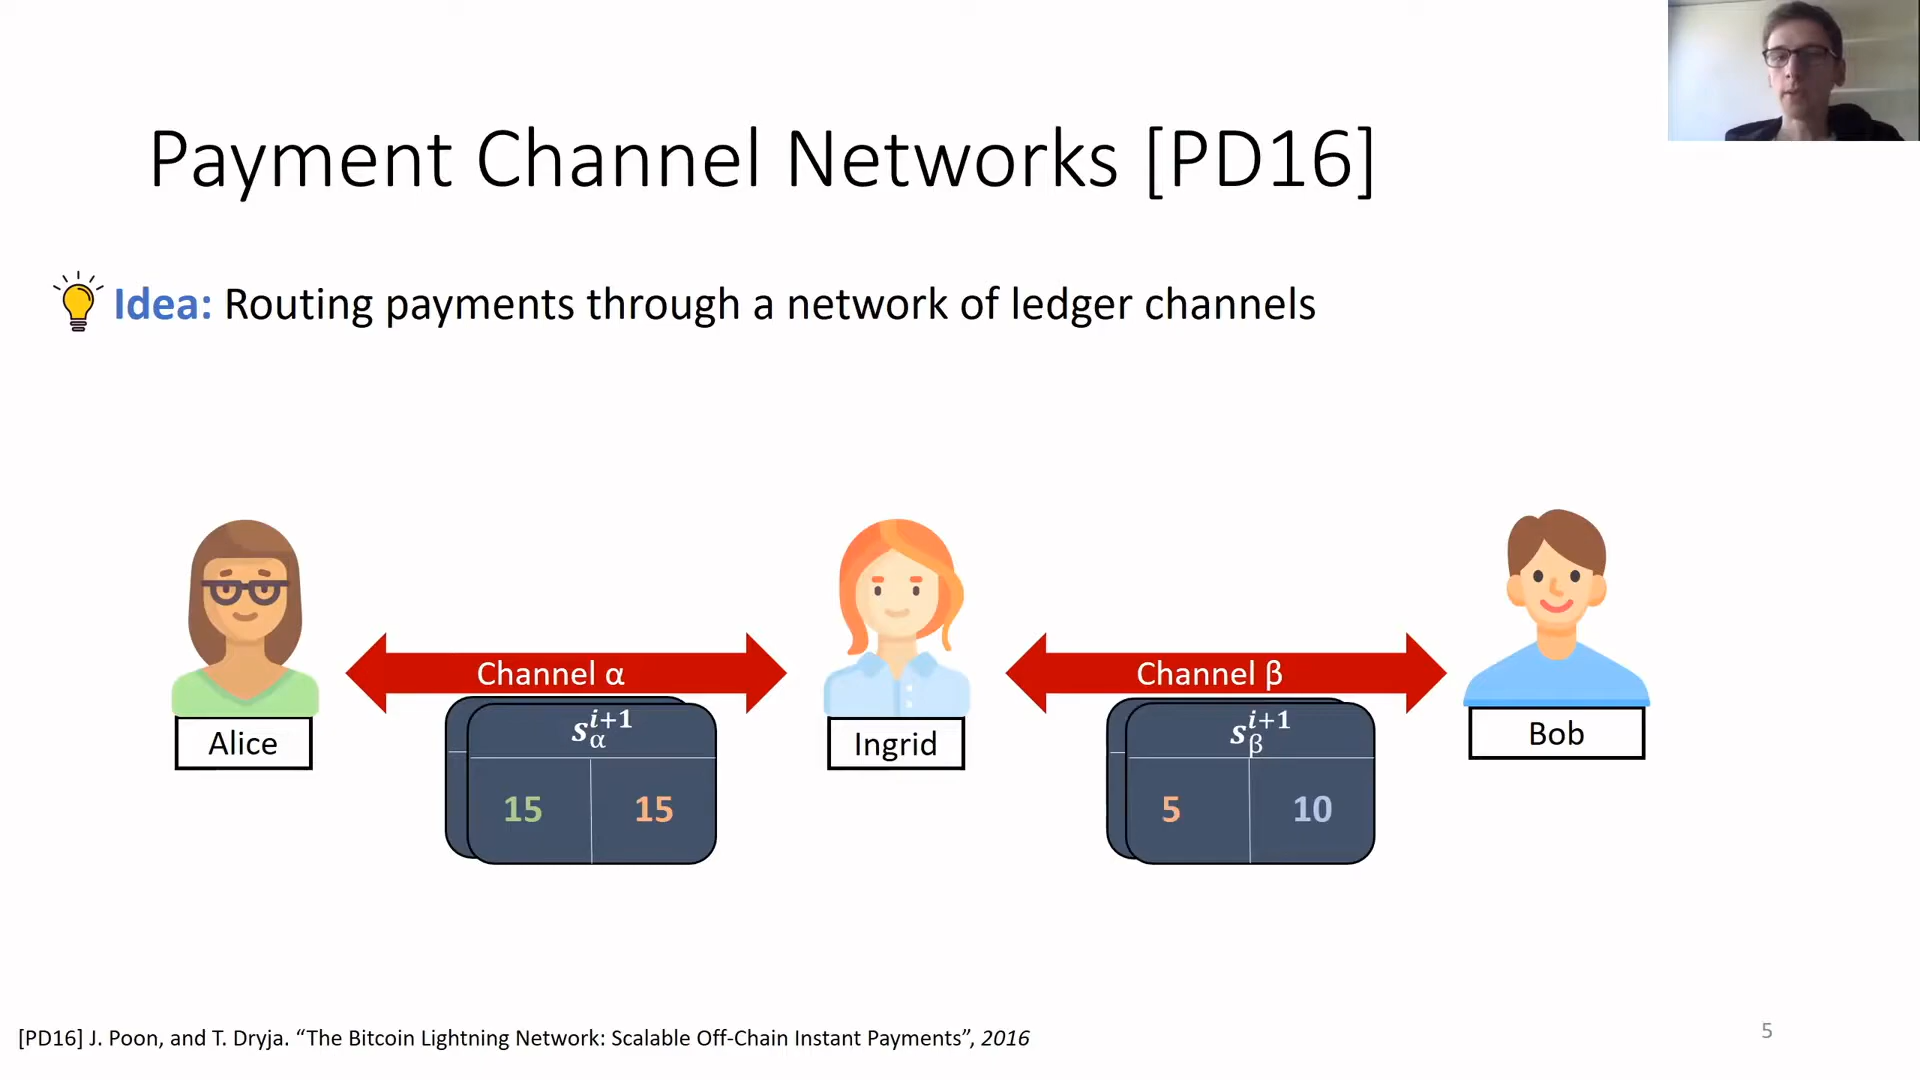 Payment Channel Networks [PD16]
Idea: Routing payments through a network of ledger channels
Channel α
Channel β
s_α^{i+1}
s_β^{i+1}
Alice
Ingrid
Bob
15 15
5 10
[PD16] J. Poon, and T. Dryja. “The Bitcoin Lightning Network: Scalable Off-Chain Instant Payments”, 2016
5